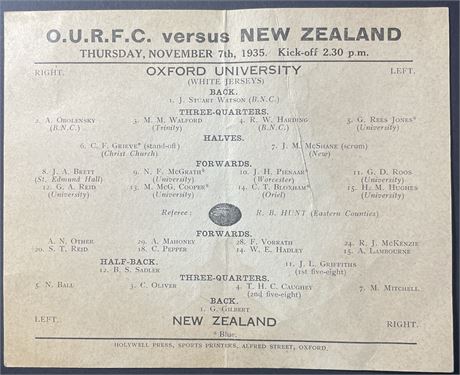 O.U.R.F.C. versus NEW ZEALAND
THURSDAY, NOVEMBER 7th, 1935. Kick-off 2.30 p.m.
RIGHT. OXFORD UNIVERSITY LEFT.
(WHITE JERSEYS)
BACK.
1. J. STUART WATSON (B.N.C.)
THREE-QUARTERS.
2. A. OBOLENSKY 3. M. M. WALFORD 4. R. W. HARDING 5. G. REES JONES*
(B.N.C.) (Trinity) (B.N.C.) (University)
HALVES.
6. C. F. GRIEVE* (stand-off) 7. J. M. McSHANE (scrum)
(Christ Church) (New)
FORWARDS.
8. J. A. BRETT 9. N. F. McGRATH* 10. J. H. PIENAAR* 11. G. D. ROOS
(St. Edmund Hall) (University) (Worcester) (University)
12. G. A. REID 13. M. McG. COOPER* 14. C. T. BLOXHAM* 15. H. M. HUGHES
(University) (University) (Oriel) (University)
Referee: R. B. HUNT (Eastern Counties)
FORWARDS.
A. N. OTHER 29. A. MAHONEY 28. F. VORRATH 24. R. J. McKENZIE
20. S. T. REID 18. C. PEPPER 14. W. E. HADLEY 15. A. LAMBOURNE
HALF-BACK. 11. J. L. GRIFFITHS
12. B. S. SADLER (1st five-eight)
THREE-QUARTERS.
5. N. BALL 3. C. OLIVER 4. T. H. C. CAUGHEY 7. M. MITCHELL
(2nd five-eight)
BACK.
1. G. GILBERT
LEFT. NEW ZEALAND RIGHT.
* Blue.
HOLYWELL PRESS, SPORTS PRINTERS, ALFRED STREET, OXFORD.